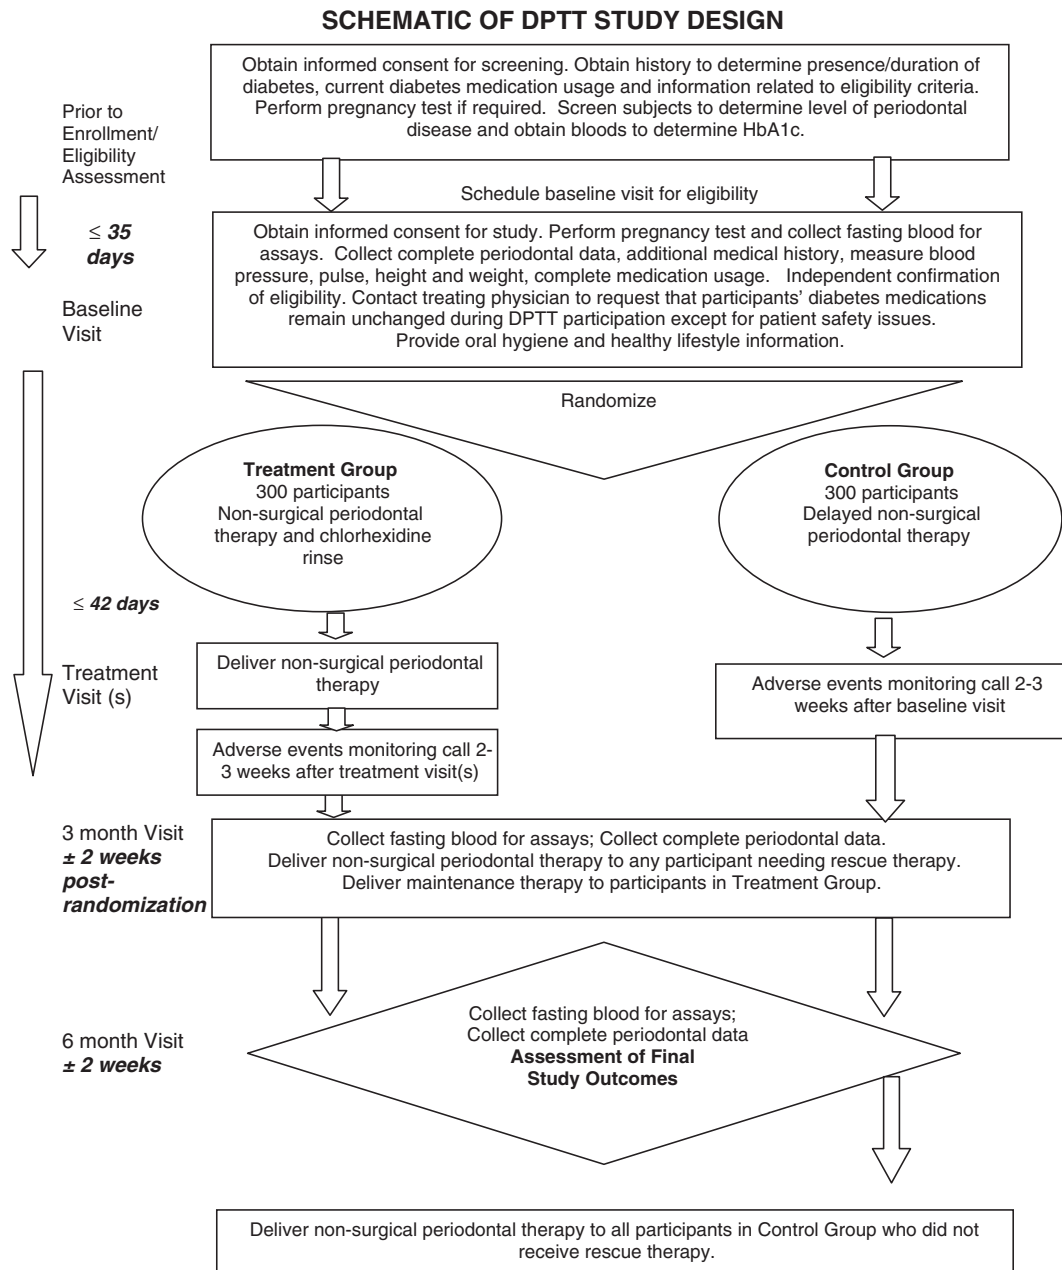 SCHEMATIC OF DPTT STUDY DESIGN
Obtain informed consent for screening. Obtain history to determine presence/duration of
diabetes, current diabetes medication usage and information related to eligibility criteria.
Perform pregnancy test if required. Screen subjects to determine level of periodontal
disease and obtain bloods to determine HbA1c.
Prior to
Enrollment/
Eligibility
Assessment
Schedule baseline visit for eligibility
≤ 35
days
Obtain informed consent for study. Perform pregnancy test and collect fasting blood for
assays. Collect complete periodontal data, additional medical history, measure blood
pressure, pulse, height and weight, complete medication usage. Independent confirmation
of eligibility. Contact treating physician to request that participants' diabetes medications
remain unchanged during DPTT participation except for patient safety issues.
Provide oral hygiene and healthy lifestyle information.
Baseline
Visit
Randomize
Treatment Group
300 participants
Non-surgical periodontal
therapy and chlorhexidine
rinse
Control Group
300 participants
Delayed non-surgical
periodontal therapy
≤ 42 days
Treatment
Visit (s)
Deliver non-surgical periodontal
therapy
Adverse events monitoring call 2-3
weeks after baseline visit
Adverse events monitoring call 2-
3 weeks after treatment visit(s)
3 month Visit
± 2 weeks
post-
randomization
Collect fasting blood for assays; Collect complete periodontal data.
Deliver non-surgical periodontal therapy to any participant needing rescue therapy.
Deliver maintenance therapy to participants in Treatment Group.
6 month Visit
± 2 weeks
Collect fasting blood for assays;
Collect complete periodontal data
Assessment of Final
Study Outcomes
Deliver non-surgical periodontal therapy to all participants in Control Group who did not
receive rescue therapy.